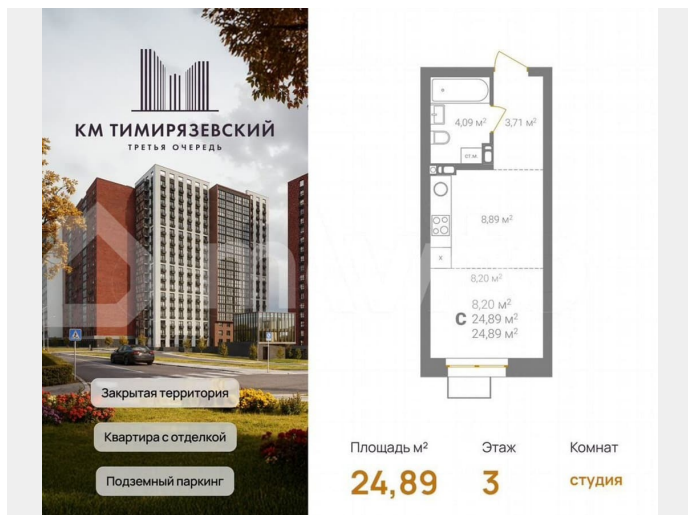 КМ ТИМИРЯЗЕВСКИЙ
ТРЕТЬЯ ОЧЕРЕДЬ
Закрытая территория
Квартира с отделкой
Подземный паркинг
4,09 м²
3,71 м²
ст.м.
8,89 м²
х
8,20 м²
8,20 м²
С 24,89 м²
24,89 м²
Площадь м²
Этаж
Комнат
24,89
3
студия